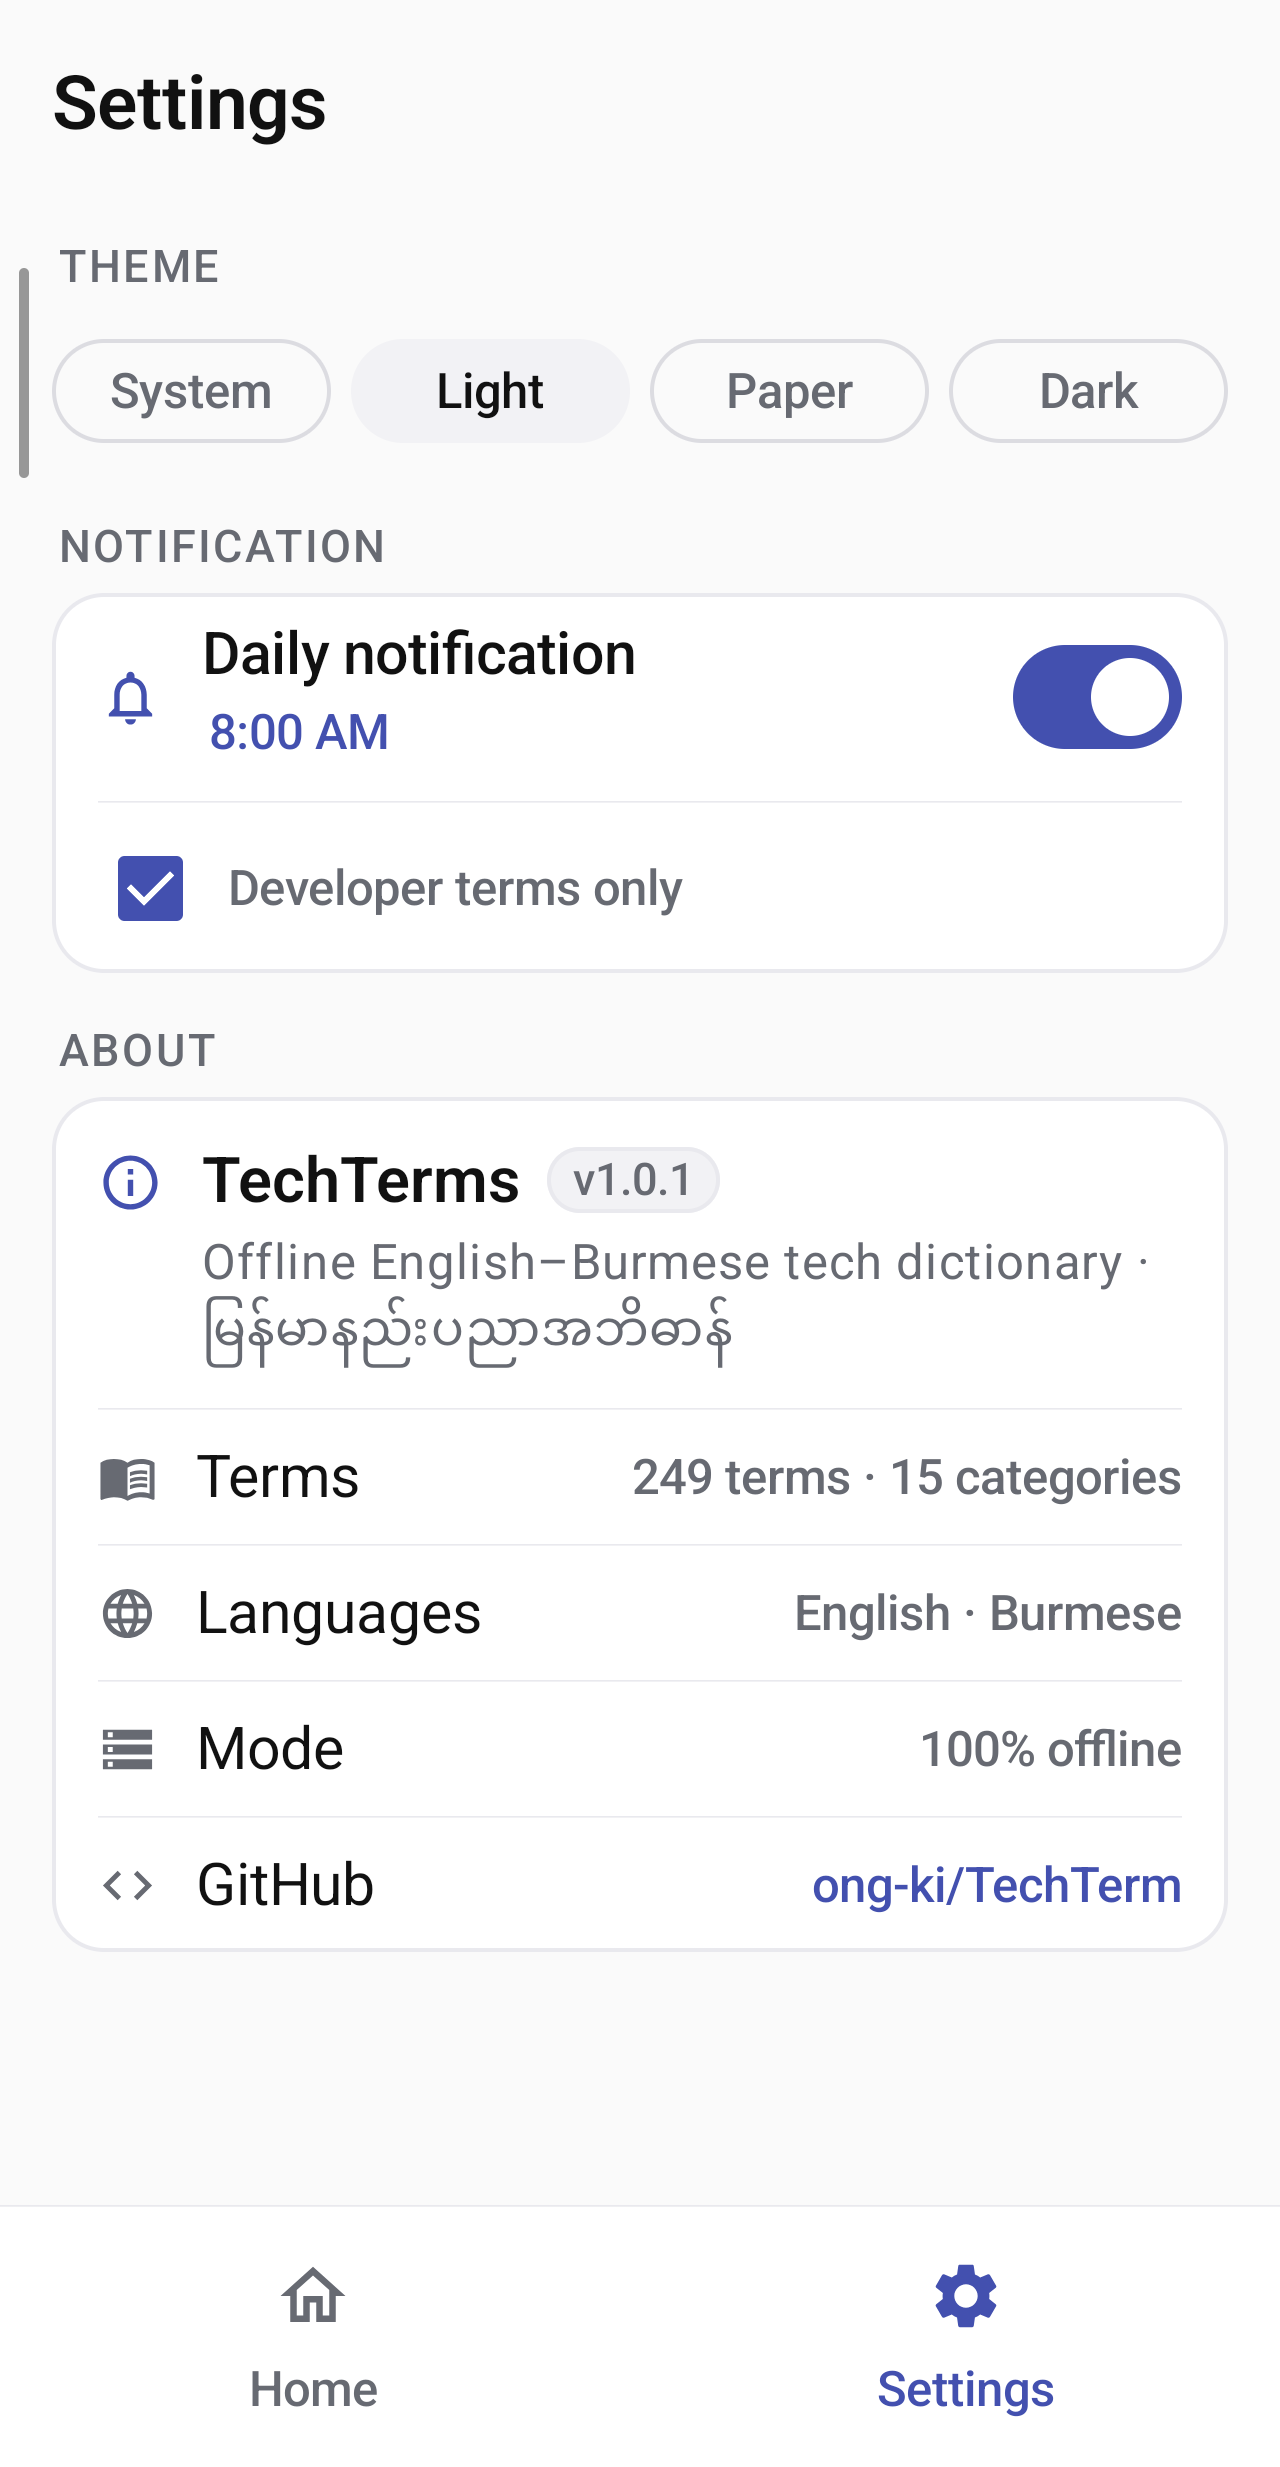 Settings
THEME
System Light Paper Dark
NOTIFICATION
Daily notification
8:00 AM
Developer terms only
ABOUT
TechTerms v1.0.1
Offline English–Burmese tech dictionary ·
မြန်မာနည်းပညာအဘိဓာန်
Terms 249 terms · 15 categories
Languages English · Burmese
Mode 100% offline
GitHub ong-ki/TechTerm
Home Settings